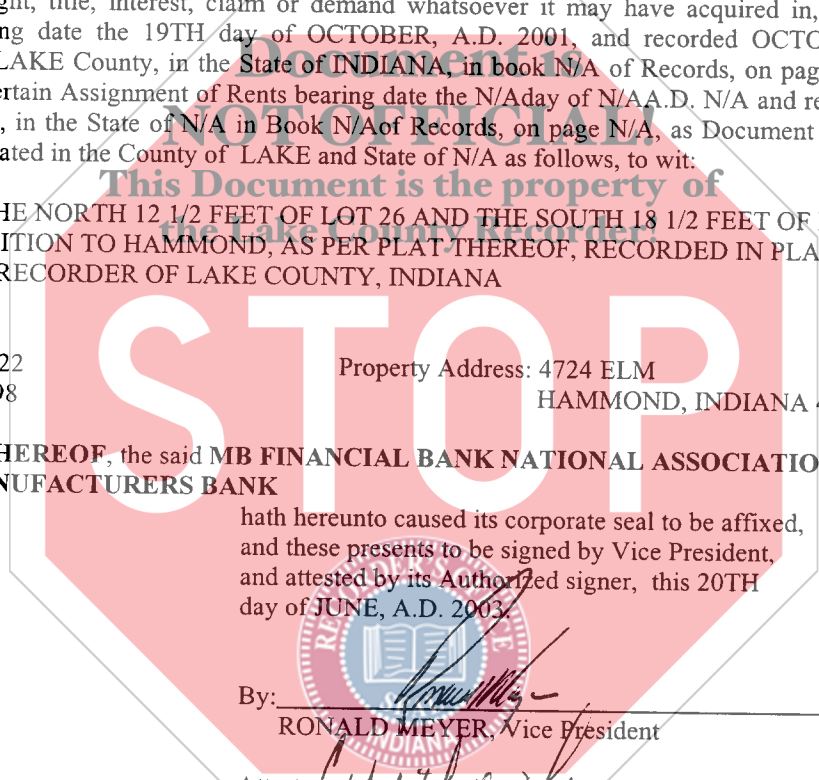 ght, title, interest, claim or demand whatsoever it may have acquired in,
ng date the 19TH day of OCTOBER, A.D. 2001, and recorded OCTO
LAKE County, in the State of INDIANA, in book N/A of Records, on pag
ertain Assignment of Rents bearing date the N/Aday of N/AA.D. N/A and re
, in the State of N/A in Book N/Aof Records, on page N/A, as Document
ated in the County of LAKE and State of N/A as follows, to wit:
Document is
NOT OFFICIAL!
This Document is the property of
the Lake County Recorder!
HE NORTH 12 1/2 FEET OF LOT 26 AND THE SOUTH 18 1/2 FEET OF
ITION TO HAMMOND, AS PER PLAT THEREOF, RECORDED IN PLA
RECORDER OF LAKE COUNTY, INDIANA
STOP
22
Property Address: 4724 ELM
98
HAMMOND, INDIANA 4
HEREOF, the said MB FINANCIAL BANK NATIONAL ASSOCIATIO
NUFACTURERS BANK
hath hereunto caused its corporate seal to be affixed,
and these presents to be signed by Vice President,
and attested by its Authorized signer, this 20TH
day of JUNE, A.D. 2003.
RECORDER'S OFFICE
SEAL
INDIANA
By:
RONALD MEYER, Vice President